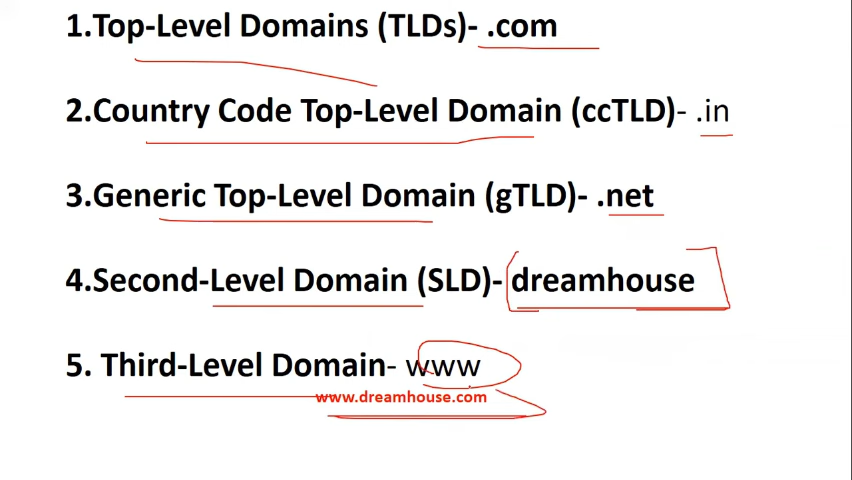 1.Top-Level Domains (TLDs)- .com
2.Country Code Top-Level Domain (ccTLD)- .in
3.Generic Top-Level Domain (gTLD)- .net
4.Second-Level Domain (SLD)- dreamhouse
5. Third-Level Domain- www
www.dreamhouse.com